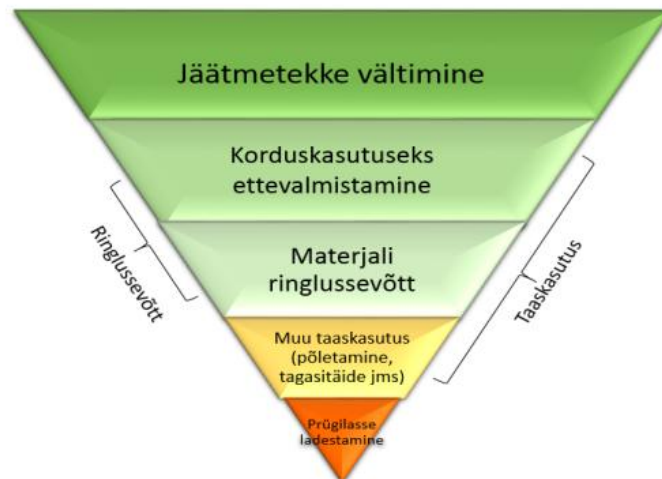 Jäätmetekke vältimine
Korduskasutuseks
ettevalmistamine
Ringlussevõtt
Materjali
ringlussevõtt
Taaskasutus
Muu taaskasutus
(põletamine,
tagasitäide jms)
Prügilasse
ladestamine